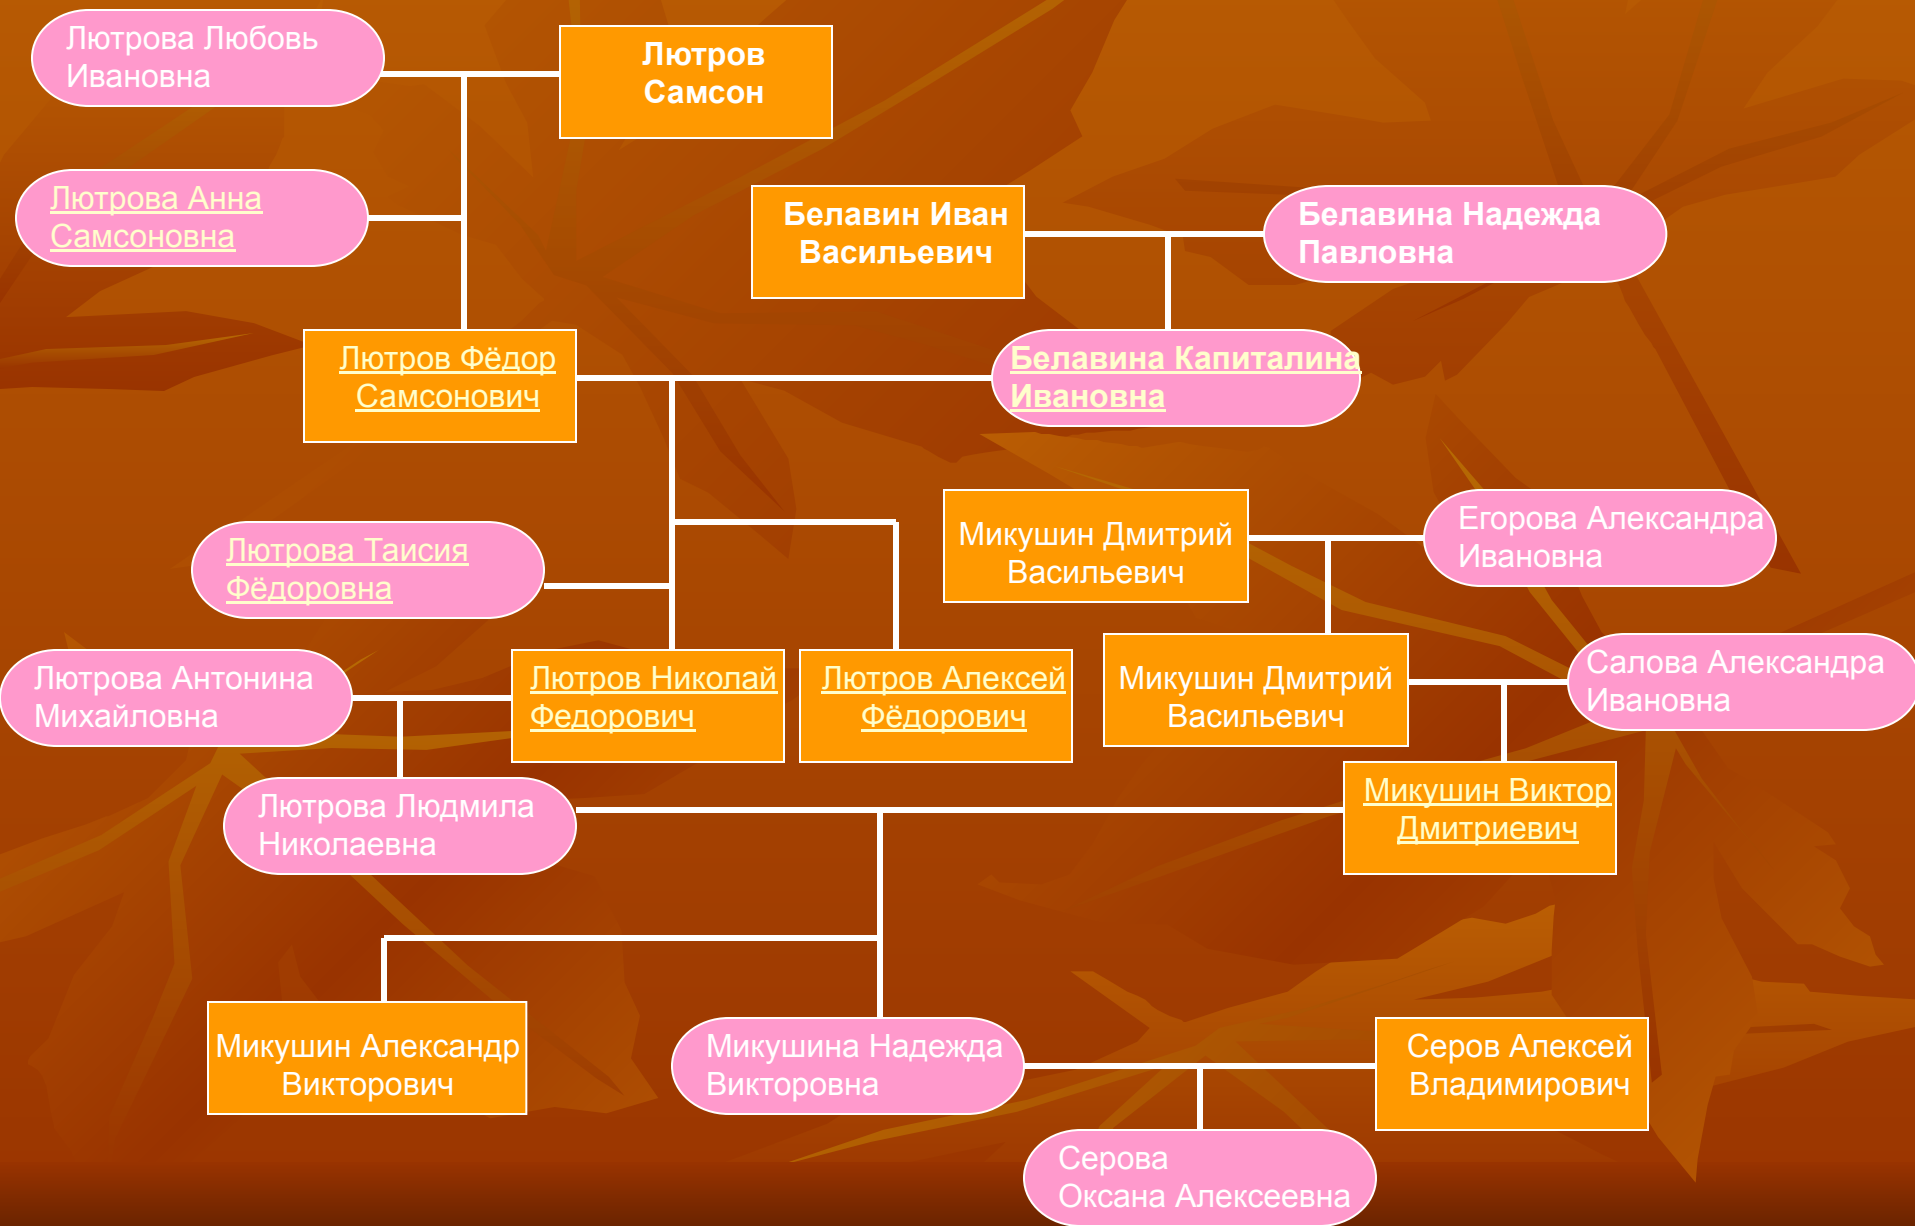 Лютрова Любовь
Ивановна
Лютров
Самсон
Лютрова Анна
Самсоновна
Белавин Иван
Васильевич
Белавина Надежда
Павловна
Лютров Фёдор
Самсонович
Белавина Капиталина
Ивановна
Микушин Дмитрий
Васильевич
Егорова Александра
Ивановна
Лютрова Таисия
Фёдоровна
Лютрова Антонина
Михайловна
Лютров Николай
Федорович
Лютров Алексей
Фёдорович
Микушин Дмитрий
Васильевич
Салова Александра
Ивановна
Лютрова Людмила
Николаевна
Микушин Виктор
Дмитриевич
Микушин Александр
Викторович
Микушина Надежда
Викторовна
Серов Алексей
Владимирович
Серова
Оксана Алексеевна